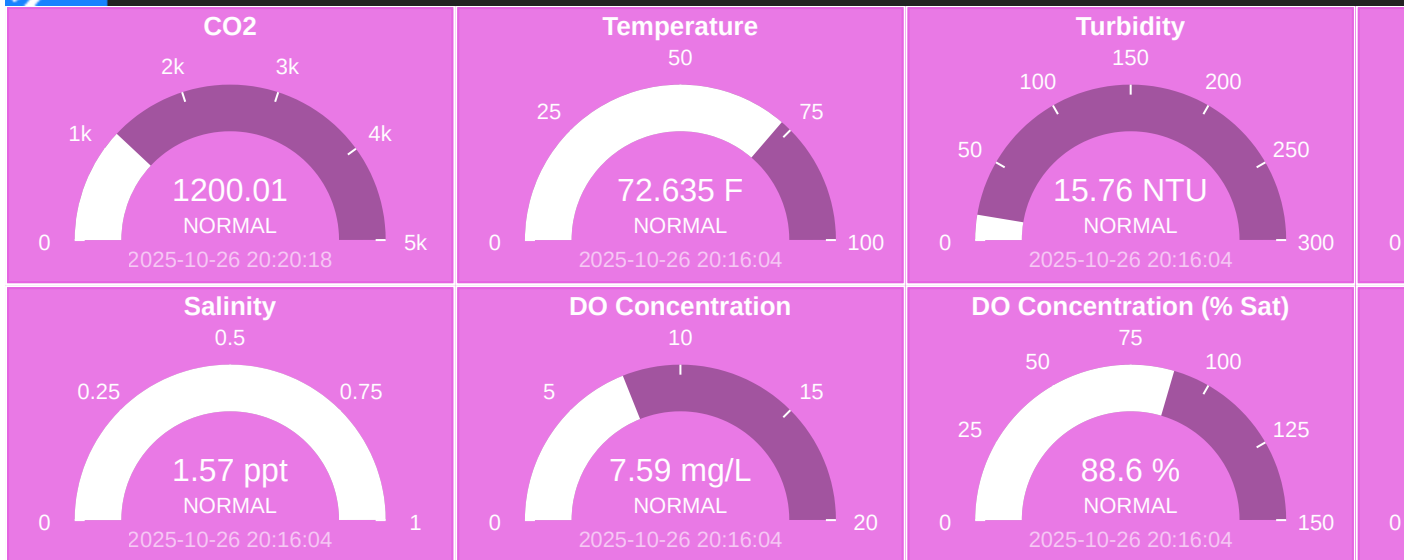 CO2
2k 3k
1k 4k
1200.01
NORMAL
0 5k
2025-10-26 20:20:18
Temperature
50
25 75
72.635 F
NORMAL
0 100
2025-10-26 20:16:04
Turbidity
150
100 200
50 250
15.76 NTU
NORMAL
0 300
2025-10-26 20:16:04
0
Salinity
0.5
0.25 0.75
1.57 ppt
NORMAL
0 1
2025-10-26 20:16:04
DO Concentration
10
5 15
7.59 mg/L
NORMAL
0 20
2025-10-26 20:16:04
DO Concentration (% Sat)
75
50 100
25 125
88.6 %
NORMAL
0 150
2025-10-26 20:16:04
0